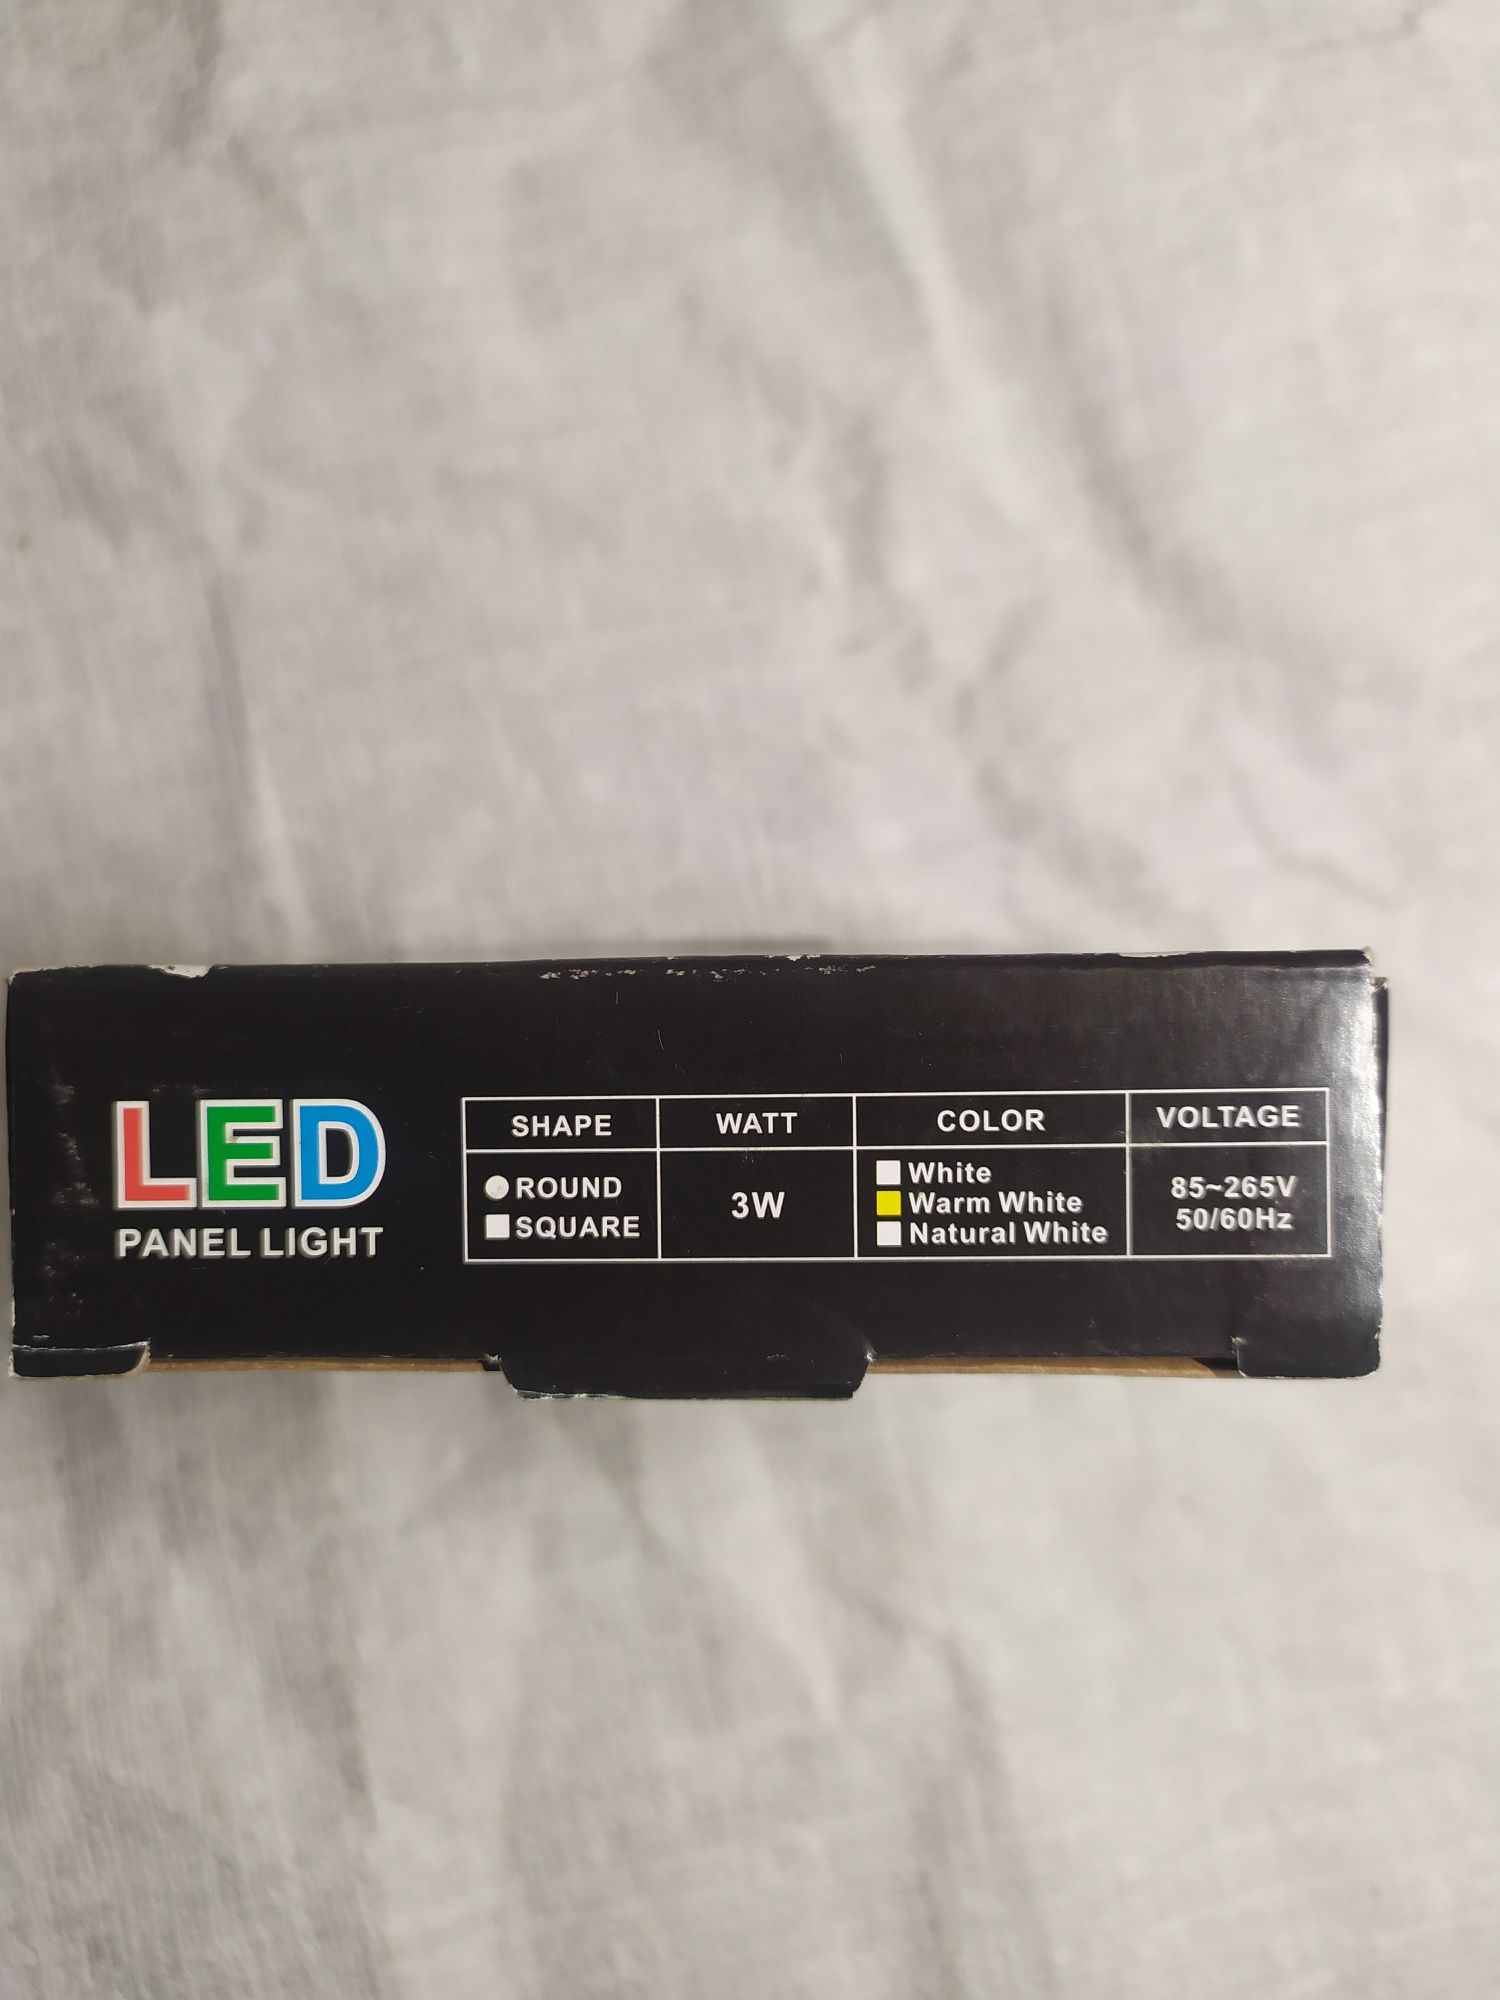 LED
PANEL LIGHT
SHAPE WATT COLOR VOLTAGE
ROUND
SQUARE
3W
White
Warm White
Natural White
85~265V
50/60Hz